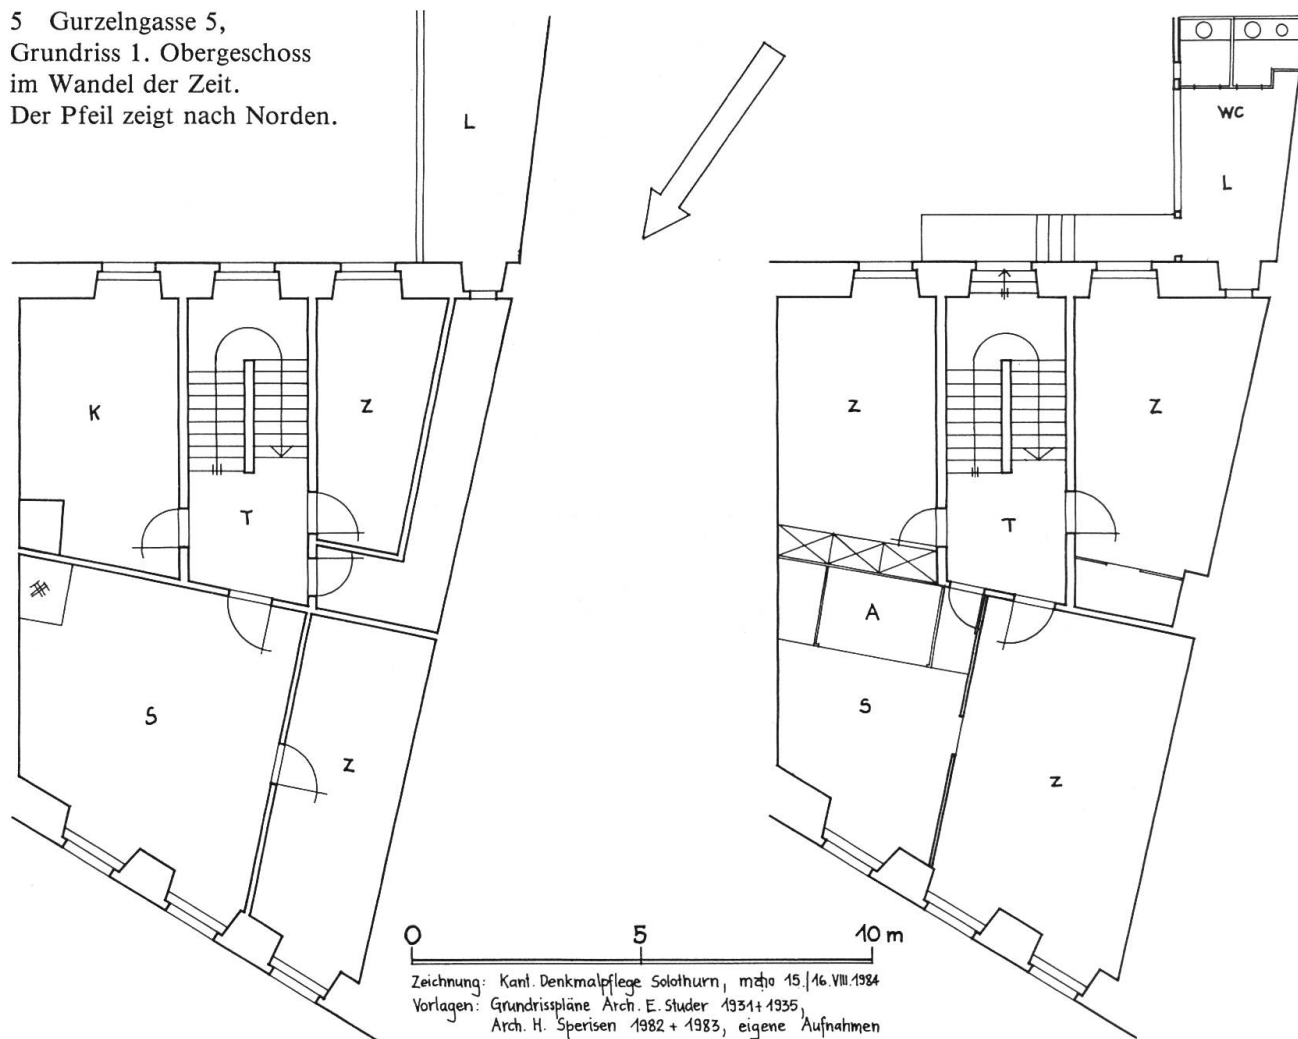 5 Gurzelngasse 5,
Grundriss 1. Obergeschoss
im Wandel der Zeit.
Der Pfeil zeigt nach Norden.
L
WC
L
K
Z
T
S
Z
Z
Z
T
A
S
Z
0 5 10 m
Zeichnung: Kant. Denkmalpflege Solothurn, 15./16.VIII.1984
Vorlagen: Grundrisspläne Arch. E. Studer 1931+1935,
Arch. H. Sperisen 1982 + 1983, eigene Aufnahmen